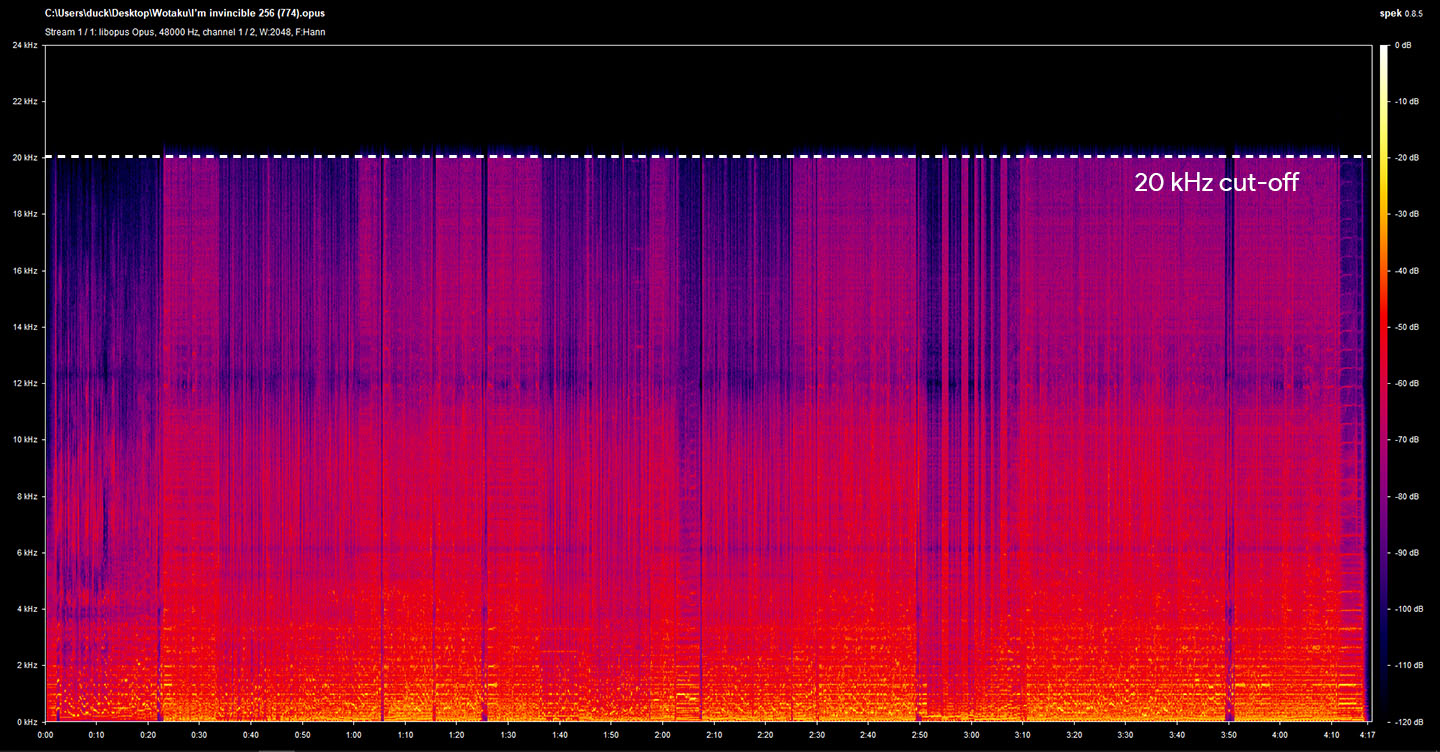 C:\Users\duck\Desktop\Wotaku\I'm invincible 256 (774).opus
spek 0.8.5
Stream 1 / 1: libopus Opus, 48000 Hz, channel 1 / 2, W:2048, F:Hann
24 kHz
22 kHz
20 kHz
18 kHz
16 kHz
14 kHz
12 kHz
10 kHz
8 kHz
6 kHz
4 kHz
2 kHz
0 kHz
20 kHz cut-off
0 dB
-10 dB
-20 dB
-30 dB
-40 dB
-50 dB
-60 dB
-70 dB
-80 dB
-90 dB
-100 dB
-110 dB
-120 dB
0:00 0:10 0:20 0:30 0:40 0:50 1:00 1:10 1:20 1:30 1:40 1:50 2:00 2:10 2:20 2:30 2:40 2:50 3:00 3:10 3:20 3:30 3:40 3:50 4:00 4:10 4:17